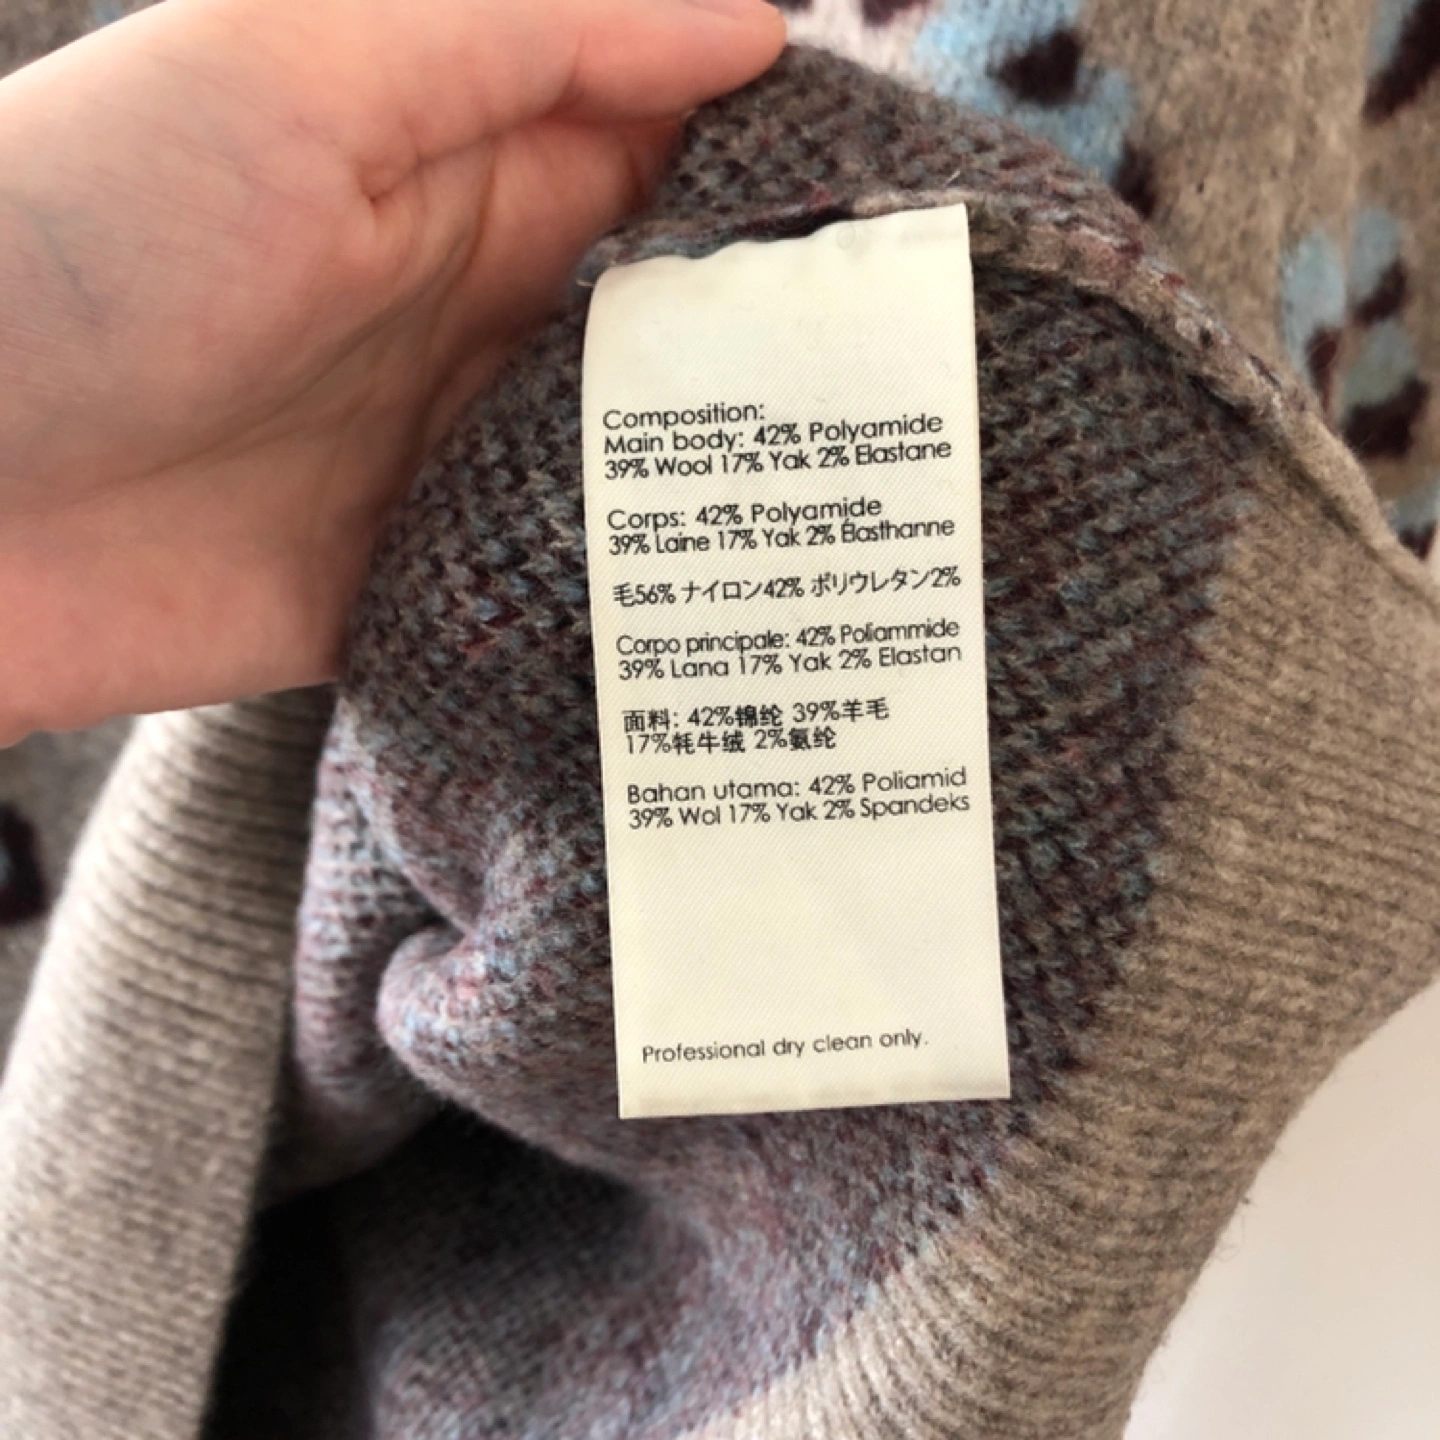 Composition:
Main body: 42% Polyamide
39% Wool 17% Yak 2% Elastane
Corps: 42% Polyamide
39% Laine 17% Yak 2% Élasthanne
毛56% ナイロン42% ポリウレタン2%
Corpo principale: 42% Poliammide
39% Lana 17% Yak 2% Elastan
面料: 42%锦纶 39%羊毛
17%牦牛绒 2%氨纶
Bahan utama: 42% Poliamid
39% Wol 17% Yak 2% Spandeks
Professional dry clean only.